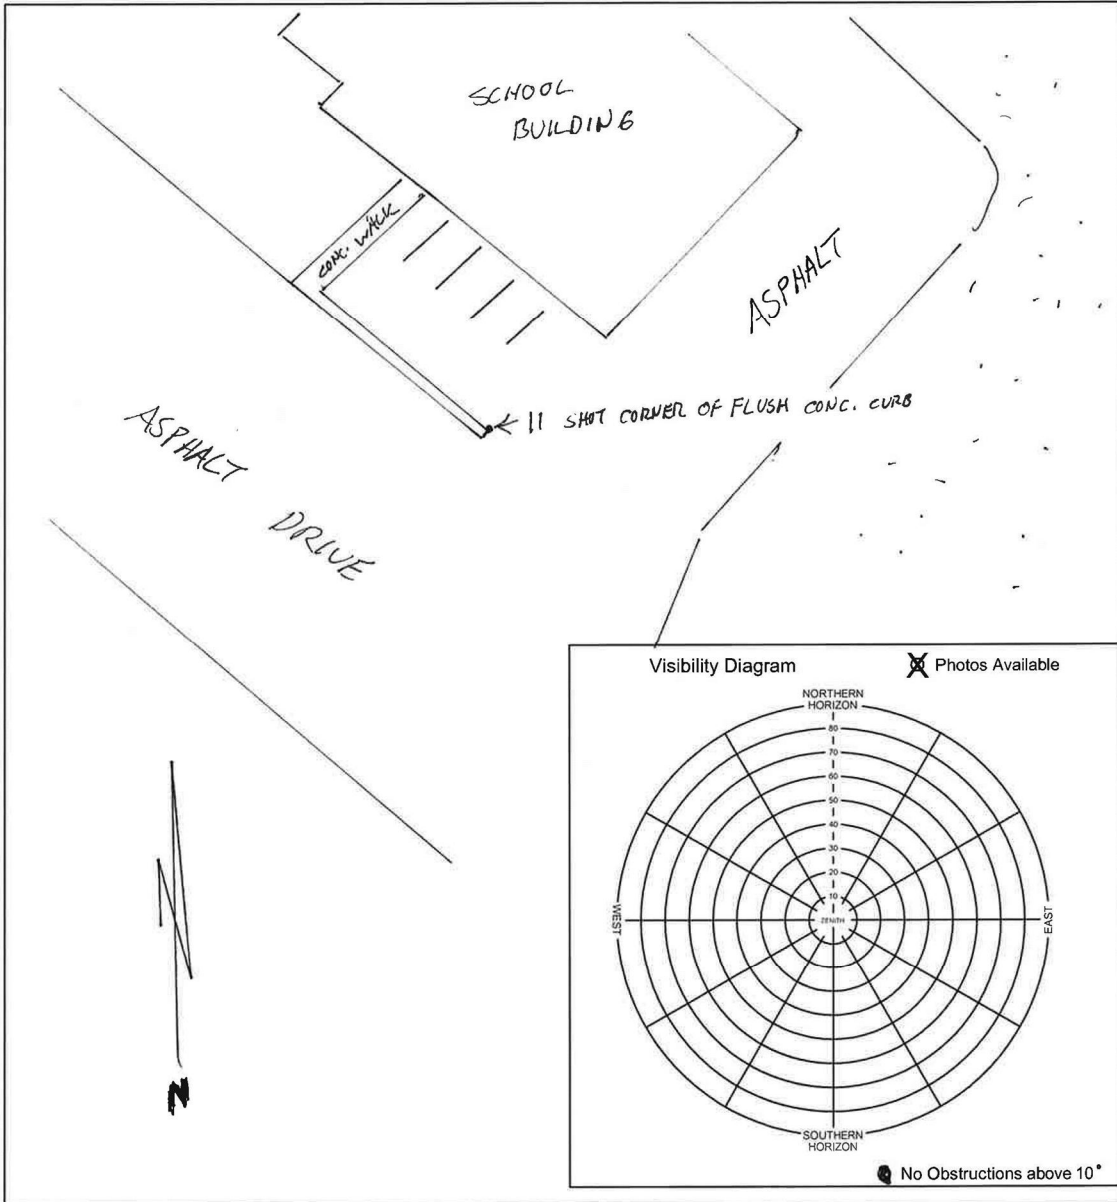 SCHOOL
BUILDING
CONC. WALK
ASPHALT
11 SHOT CORNER OF FLUSH CONC. CURB
ASPHALT
DRIVE
N
Visibility Diagram
Photos Available
NORTHERN
HORIZON
80
70
60
50
40
30
20
10
ZENITH
WEST
EAST
SOUTHERN
HORIZON
No Obstructions above 10°